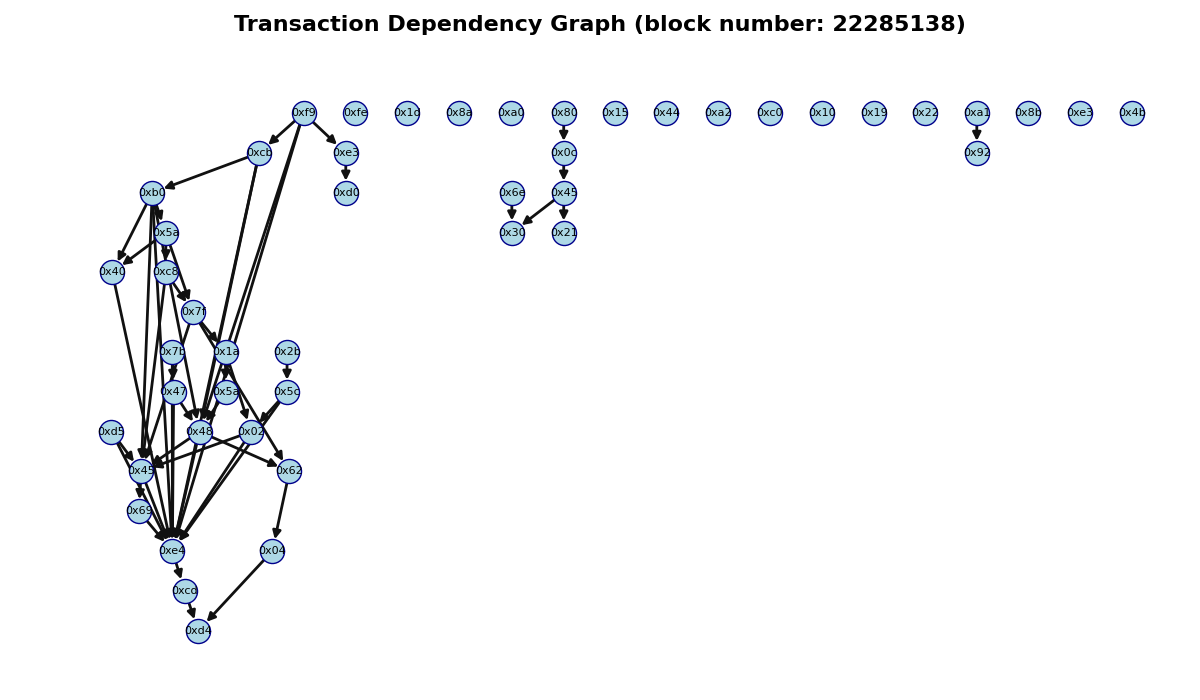 Transaction Dependency Graph (block number: 22285138)
0xf9 0xfe 0x1d 0x8a 0xa0 0x80 0x15 0x44 0xa2 0xc0 0x10 0x19 0x22 0xa1 0x8b 0xe3 0x4b
0xcb 0xe3 0x0c 0x92
0xb0 0xd0 0x6e 0x45
0x5a 0x30 0x21
0x40 0xc8
0x7f
0x7b 0x1a 0x2b
0x47 0x5a 0x5c
0xd5 0x48 0x02
0x45 0x62
0x69
0xe4 0x04
0xcd
0xd4